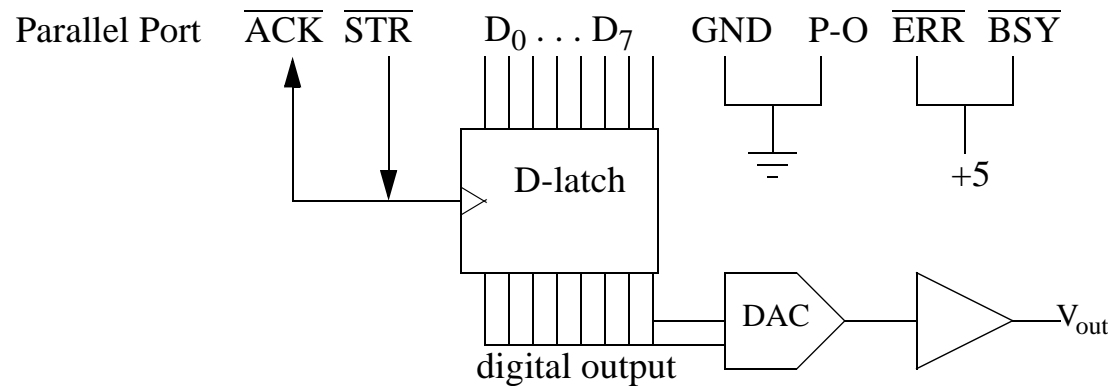 Parallel Port ACK STR D0 . . . D7 GND P-O ERR BSY
D-latch
+5
DAC
Vout
digital output